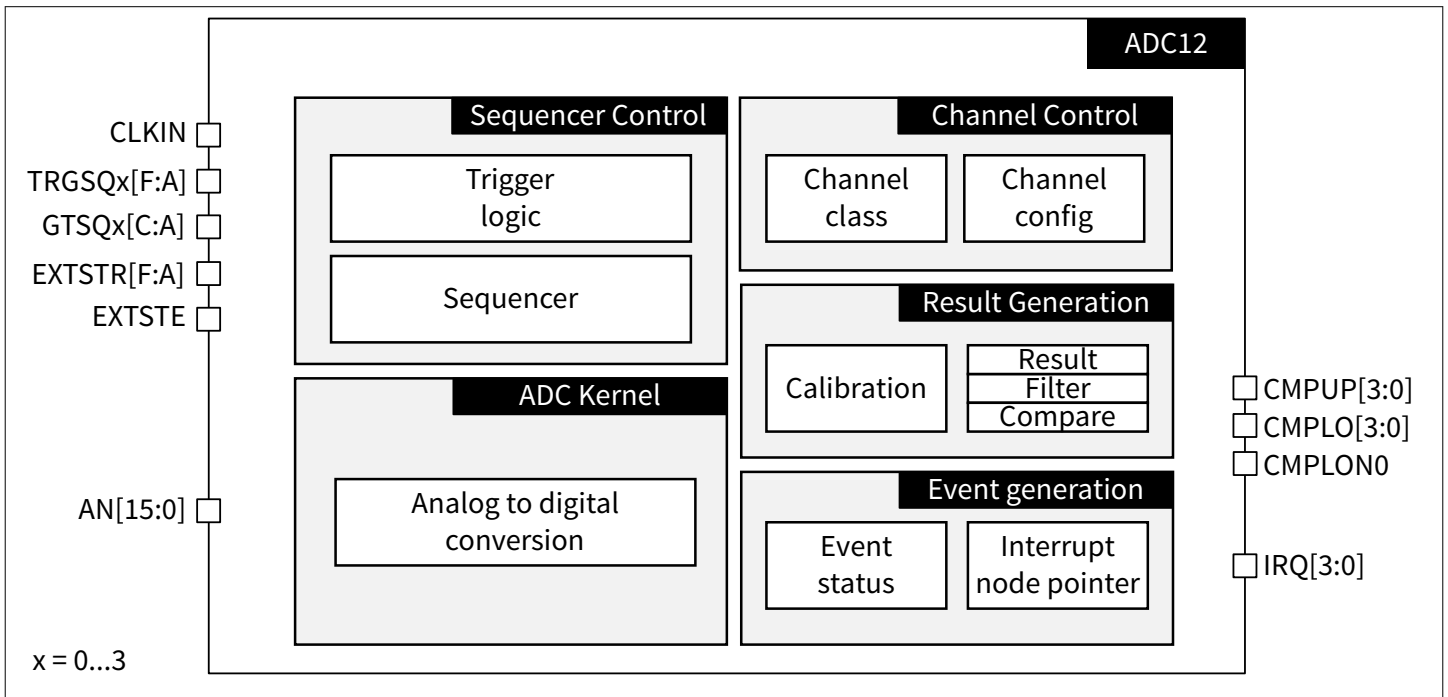 ADC12
CLKIN
TRGSQx[F:A]
GTSQx[C:A]
EXTSTR[F:A]
EXTSTE
AN[15:0]
x = 0...3
Sequencer Control
Trigger
logic
Sequencer
ADC Kernel
Analog to digital
conversion
Channel Control
Channel
class
Channel
config
Result Generation
Calibration
Result
Filter
Compare
Event generation
Event
status
Interrupt
node pointer
CMPUP[3:0]
CMPLO[3:0]
CMPLON0
IRQ[3:0]